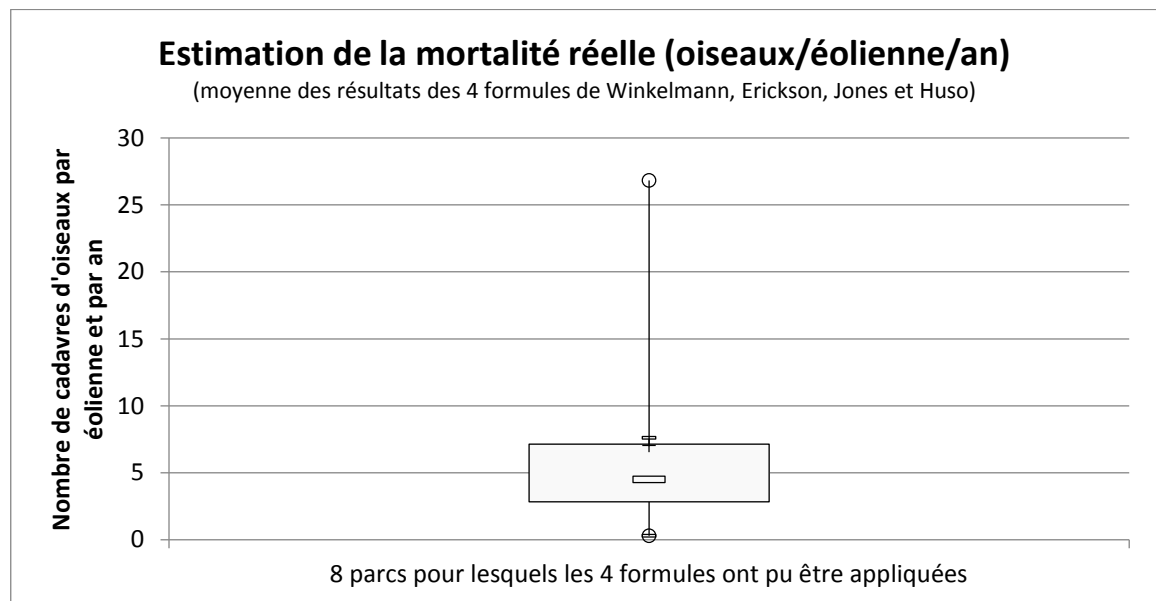 Estimation de la mortalité réelle (oiseaux/éolienne/an)
(moyenne des résultats des 4 formules de Winkelmann, Erickson, Jones et Huso)
Nombre de cadavres d'oiseaux par
éolienne et par an
30
25
20
15
10
5
0
8 parcs pour lesquels les 4 formules ont pu être appliquées